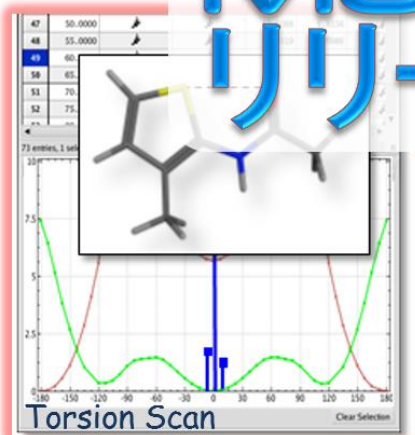 リリー
47 50.0000
48 55.0000
49 60.
50 65.
51 70.
52 75.
73 entries, 1 sel
10
7.5
5
2.5
0
-180 -150 -120 -90 -60 -30 0 30 60 90 120 150 180
Torsion Scan
Clear Selection